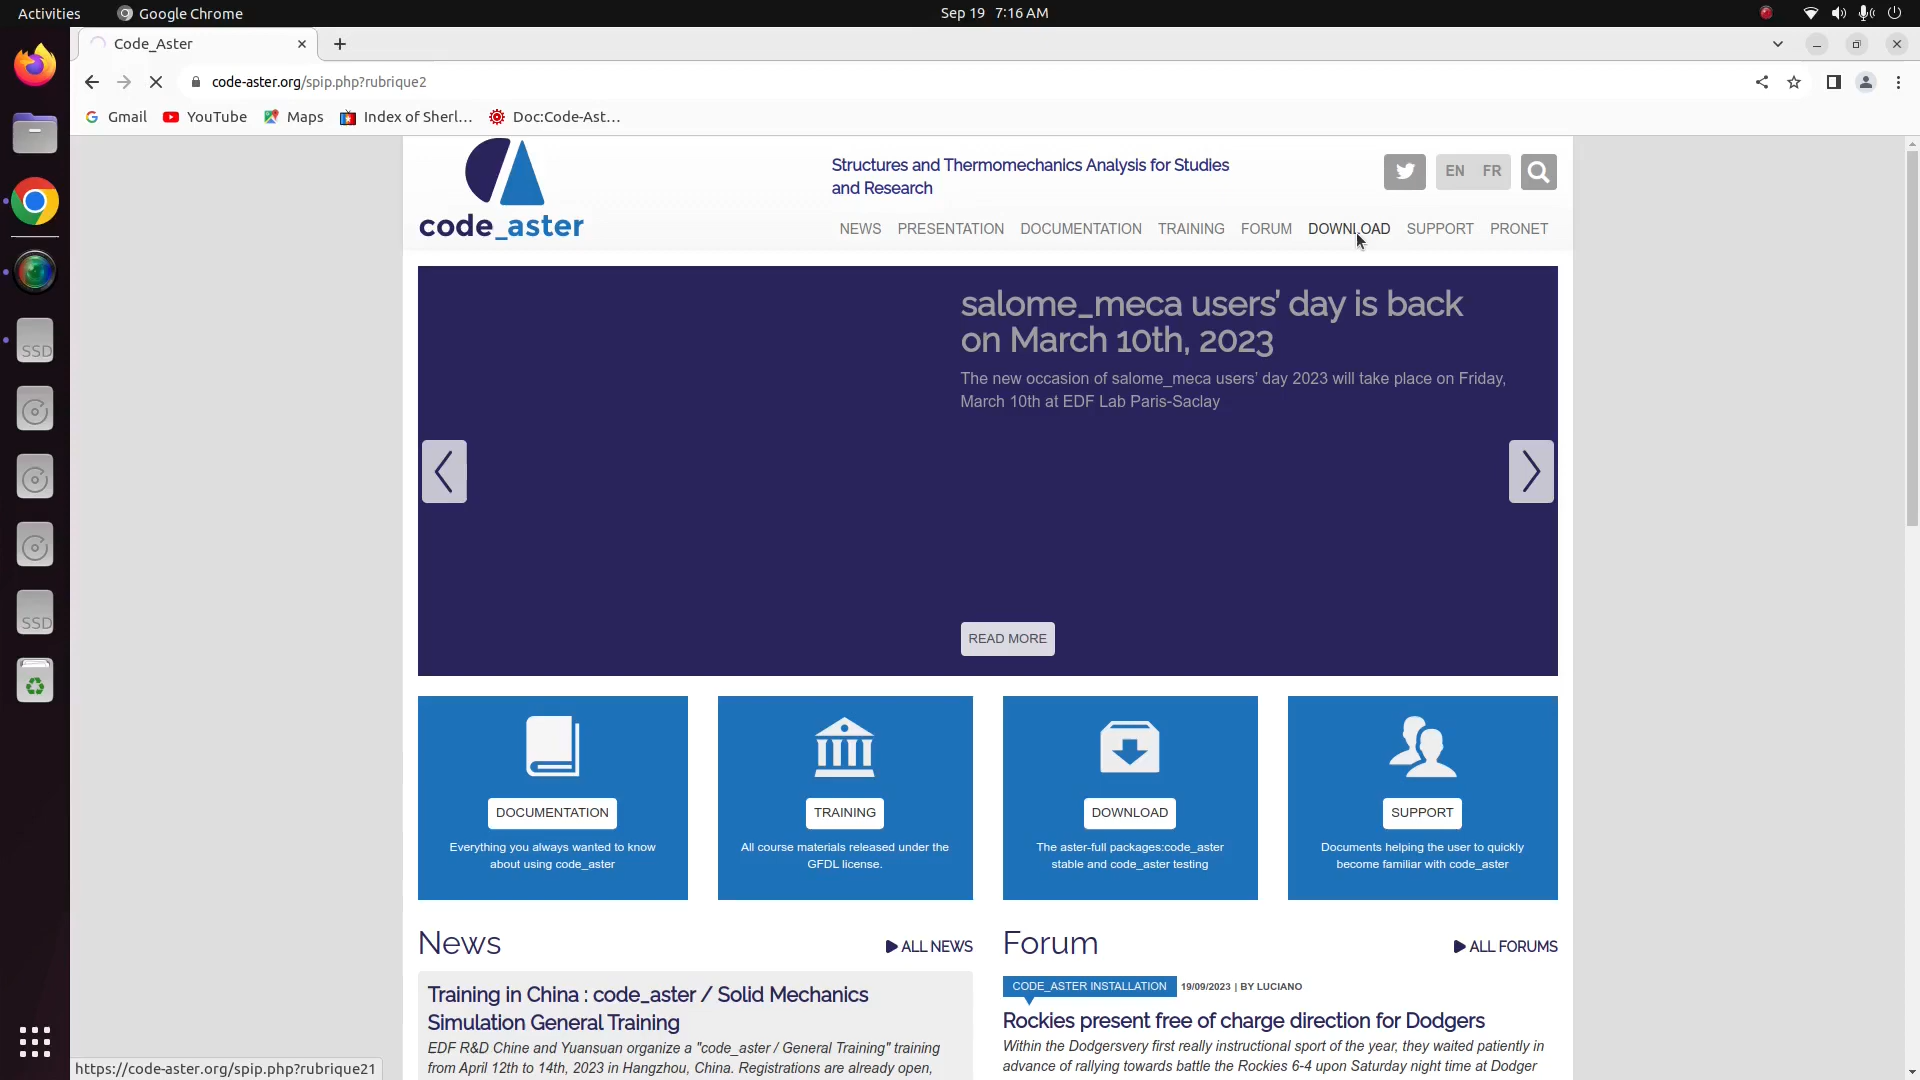 Activities
Google Chrome
Sep 19 7:16 AM
Code_Aster
code-aster.org/spip.php?rubrique2
Gmail
YouTube
Maps
Index of Sherl...
Doc:Code-Ast...
code_aster
Structures and Thermomechanics Analysis for Studies
and Research
EN FR
NEWS PRESENTATION DOCUMENTATION TRAINING FORUM DOWNLOAD SUPPORT PRONET
salome_meca users' day is back
on March 10th, 2023
The new occasion of salome_meca users' day 2023 will take place on Friday,
March 10th at EDF Lab Paris-Saclay
READ MORE
DOCUMENTATION
Everything you always wanted to know
about using code_aster
TRAINING
All course materials released under the
GFDL license.
DOWNLOAD
The aster-full packages:code_aster
stable and code_aster testing
SUPPORT
Documents helping the user to quickly
become familiar with code_aster
News
ALL NEWS
Training in China : code_aster / Solid Mechanics
Simulation General Training
EDF R&D Chine and Yuansuan organize a "code_aster / General Training" training
from April 12th to 14th, 2023 in Hangzhou, China. Registrations are already open,
Forum
ALL FORUMS
CODE_ASTER INSTALLATION 19/09/2023 | BY LUCIANO
Rockies present free of charge direction for Dodgers
Within the Dodgersvery first really instructional sport of the year, they waited patiently in
advance of rallying towards battle the Rockies 6-4 upon Saturday night time at Dodger
SSD
SSD
https://code-aster.org/spip.php?rubrique21